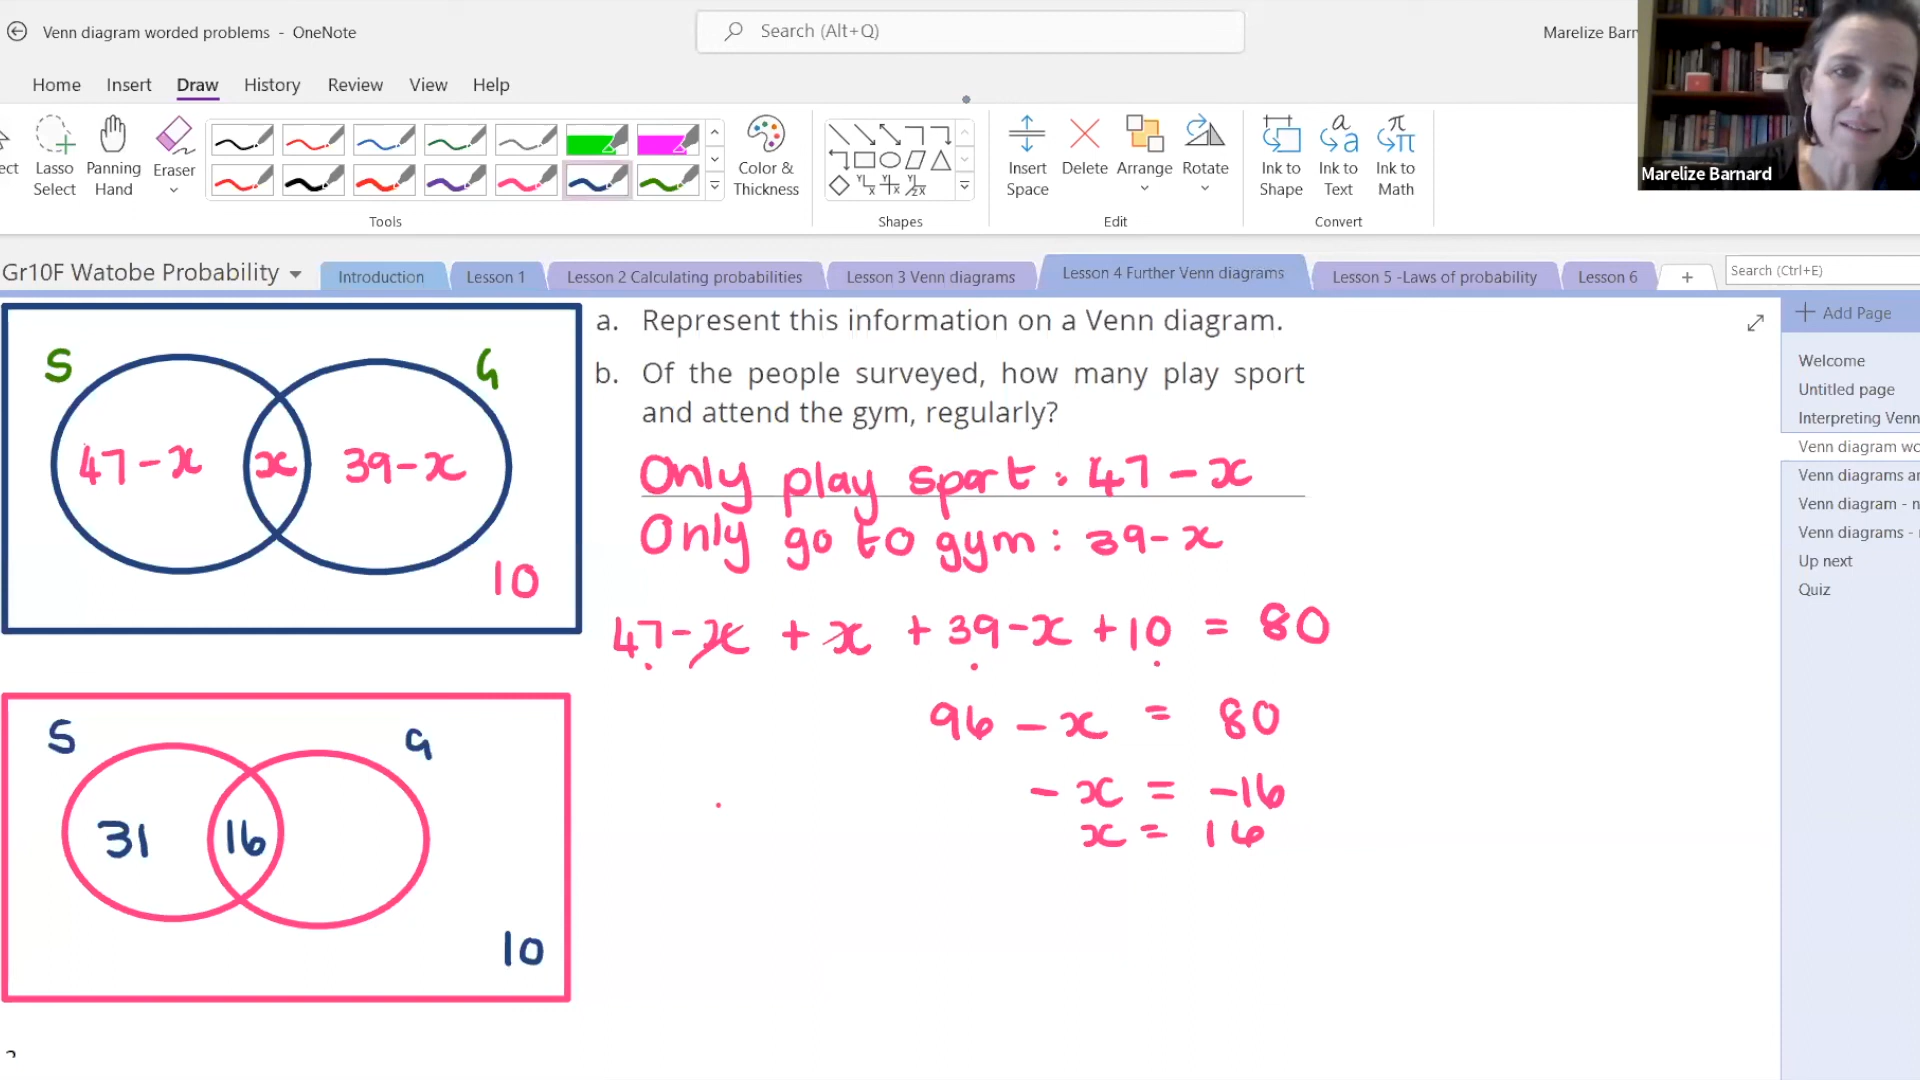 Venn diagram worded problems - OneNote
Search (Alt+Q)
Marelize Barn
Home Insert Draw History Review View Help
Lasso Select
Panning Hand
Eraser
Color & Thickness
Insert Space
Delete
Arrange
Rotate
Ink to Shape
Ink to Text
Ink to Math
Marelize Barnard
Tools
Shapes
Edit
Convert
Gr10F Watobe Probability
Introduction
Lesson 1
Lesson 2 Calculating probabilities
Lesson 3 Venn diagrams
Lesson 4 Further Venn diagrams
Lesson 5 -Laws of probability
Lesson 6
Search (Ctrl+E)
Add Page
Welcome
Untitled page
Interpreting Venn
Venn diagram wo
Venn diagrams a
Venn diagram - n
Venn diagrams -
Up next
Quiz
a. Represent this information on a Venn diagram.
b. Of the people surveyed, how many play sport
and attend the gym, regularly?
S G
47-x x 39-x
10
Only play sport: 47-x
Only go to gym: 39-x
47-x + x + 39-x +10 = 80
96 - x = 80
- x = -16
x = 16
S G
31 16
10